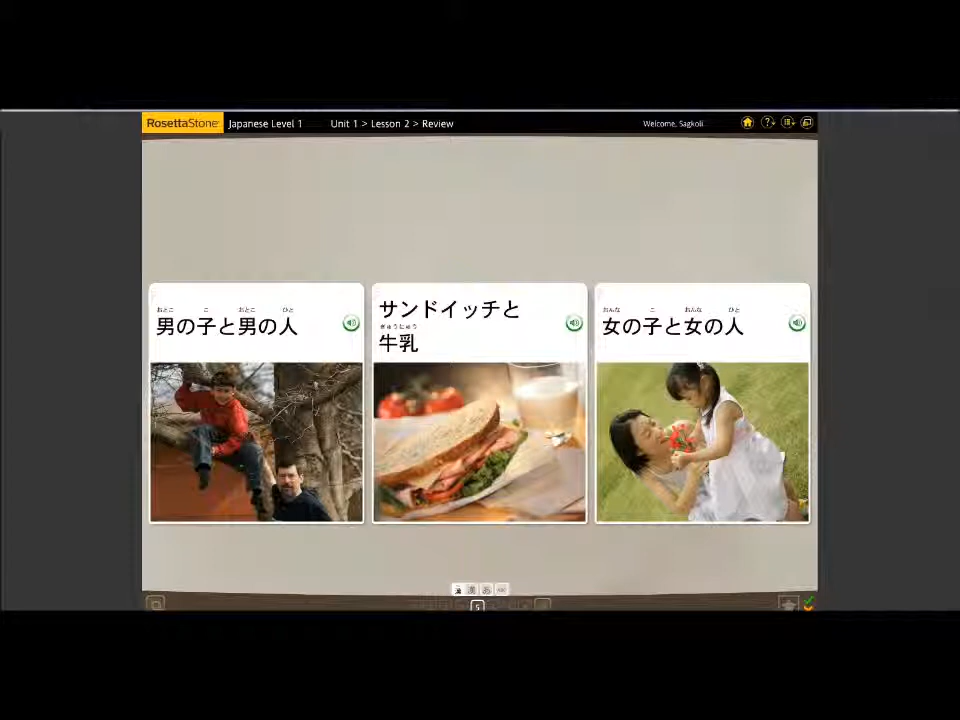 RosettaStone Japanese Level 1 Unit 1 > Lesson 2 > Review Welcome, Sagkoli
おとこ こ おとこ ひと
男の子と男の人
サンドイッチと
ぎゅうにゅう
牛乳
おんな こ おんな ひと
女の子と女の人
5